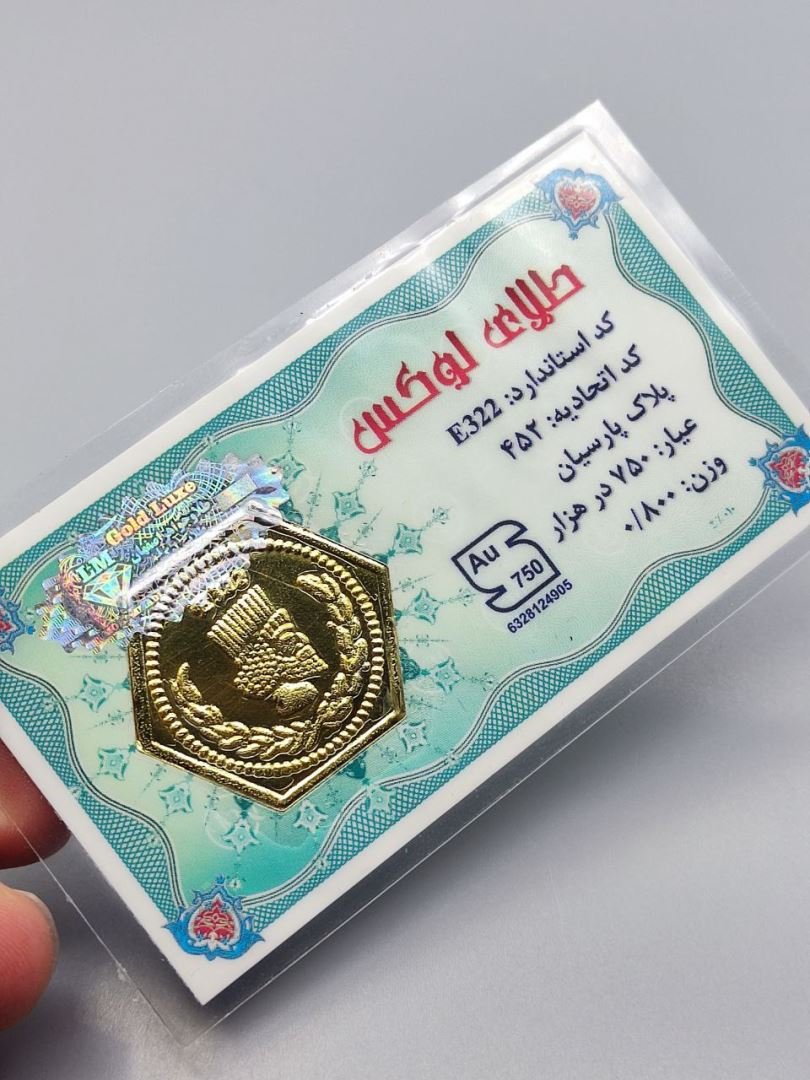 طلای لوکس
کد استاندارد: E322
کد اتحادیه: ۴۵۲
پلاک پارسیان
عیار: ۷۵۰ در هزار
وزن: ۰/۸۰۰
Au
750
6328124905
Gold Luxe